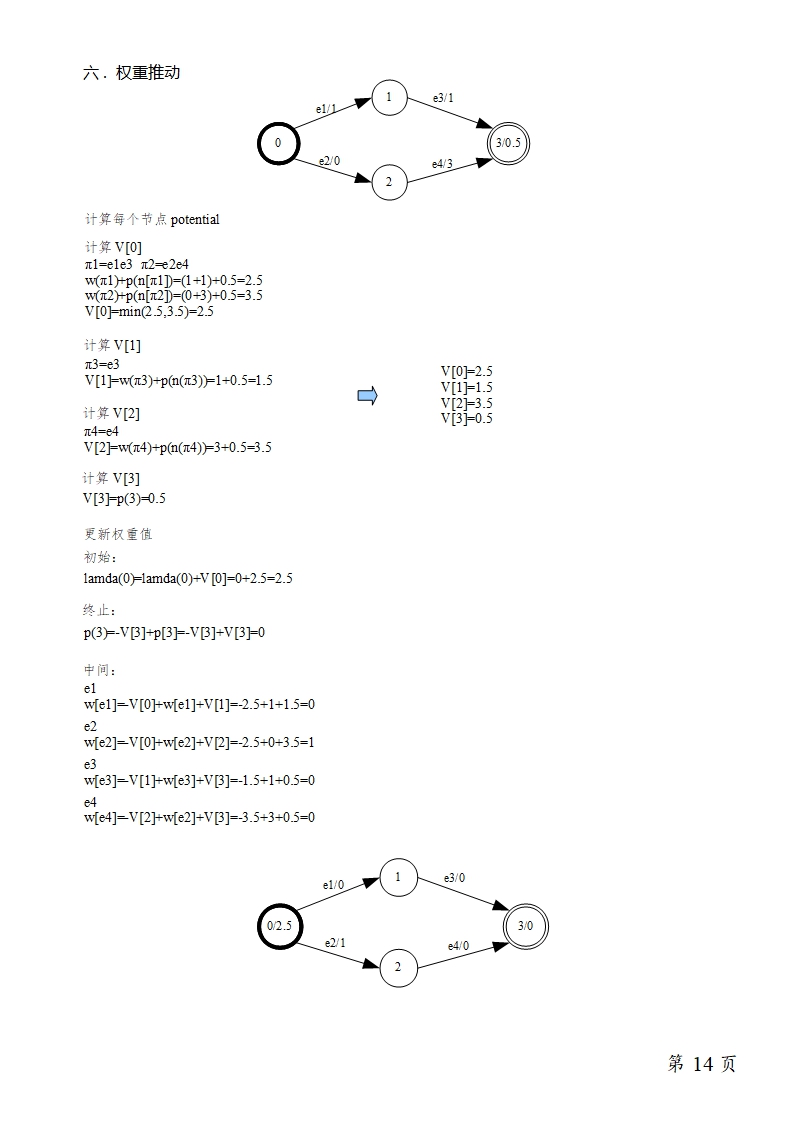 六．权重推动
e1/1
1
e3/1
0
3/0.5
e2/0
2
e4/3
计算每个节点 potential
计算 V[0]
π1=e1e3 π2=e2e4
w(π1)+p(n[π1])=(1+1)+0.5=2.5
w(π2)+p(n[π2])=(0+3)+0.5=3.5
V[0]=min(2.5,3.5)=2.5
计算 V[1]
π3=e3
V[1]=w(π3)+p(n(π3))=1+0.5=1.5
计算 V[2]
π4=e4
V[2]=w(π4)+p(n(π4))=3+0.5=3.5
计算 V[3]
V[3]=p(3)=0.5
V[0]=2.5
V[1]=1.5
V[2]=3.5
V[3]=0.5
更新权重值
初始：
lamda(0)=lamda(0)+V[0]=0+2.5=2.5
终止：
p(3)=-V[3]+p[3]=-V[3]+V[3]=0
中间：
e1
w[e1]=-V[0]+w[e1]+V[1]=-2.5+1+1.5=0
e2
w[e2]=-V[0]+w[e2]+V[2]=-2.5+0+3.5=1
e3
w[e3]=-V[1]+w[e3]+V[3]=-1.5+1+0.5=0
e4
w[e4]=-V[2]+w[e2]+V[3]=-3.5+3+0.5=0
e1/0
1
e3/0
0/2.5
3/0
e2/1
2
e4/0
第 14 页